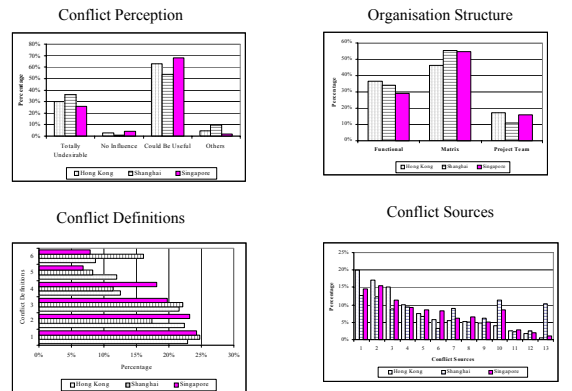 Conflict Perception
80%
70%
60%
50%
40%
30%
20%
10%
0%
Percentage
Totally Undesirable
No Influence
Could Be Useful
Others
Hong Kong
Shanghai
Singapore
Organisation Structure
60%
50%
40%
30%
20%
10%
0%
Percentage
Functional
Matrix
Project Team
Hong Kong
Shanghai
Singapore
Conflict Definitions
Conflict Definitions
6
5
4
3
2
1
0%
5%
10%
15%
20%
25%
30%
Percentage
Hong Kong
Shanghai
Singapore
Conflict Sources
25%
20%
15%
10%
5%
0%
Percentage
1
2
3
4
5
6
7
8
9
10
11
12
13
Conflict Sources
Hong Kong
Shanghai
Singapore